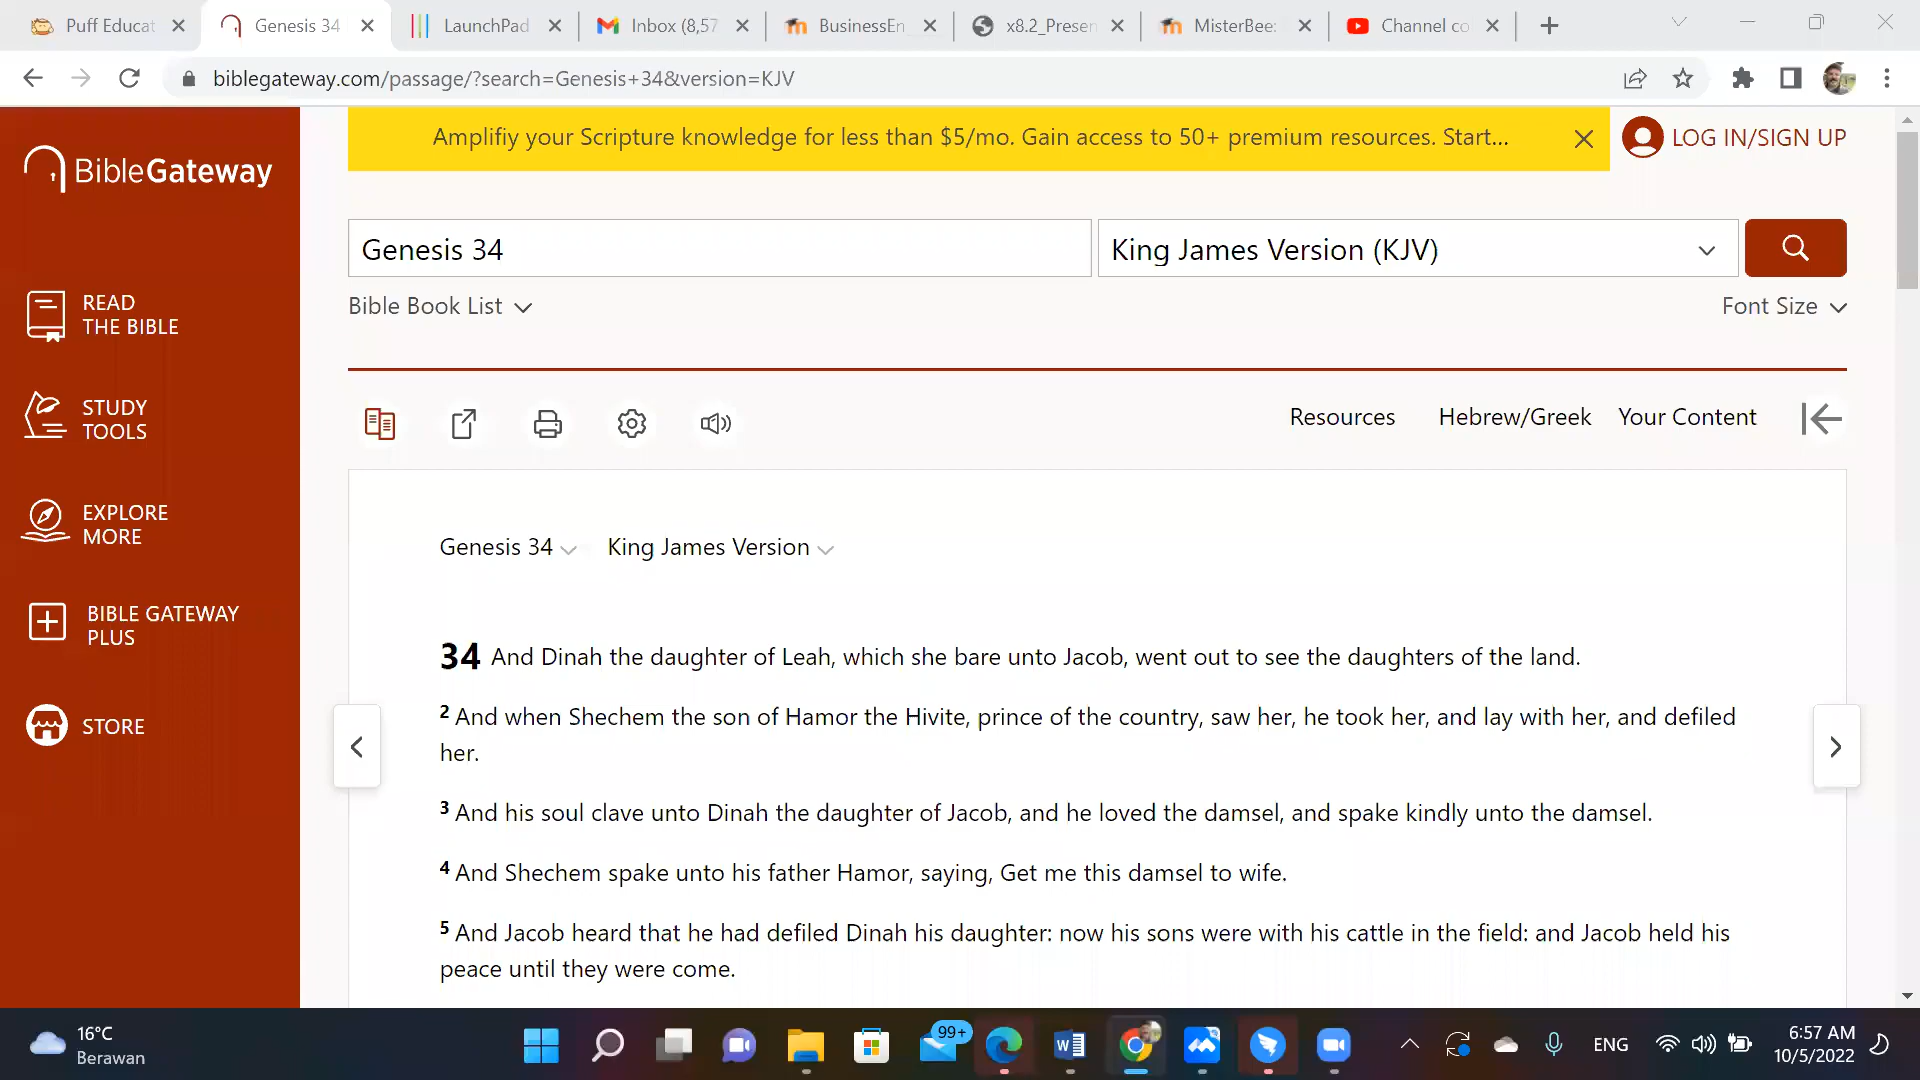 Puff Educat
Genesis 34
LaunchPad
Inbox (8,57
BusinessEn
x8.2_Presen
MisterBee:
Channel co
biblegateway.com/passage/?search=Genesis+34&version=KJV
Amplifiy your Scripture knowledge for less than $5/mo. Gain access to 50+ premium resources. Start...
LOG IN/SIGN UP
BibleGateway
Genesis 34
King James Version (KJV)
Bible Book List
Font Size
READ
THE BIBLE
STUDY
TOOLS
EXPLORE
MORE
BIBLE GATEWAY
PLUS
STORE
Resources
Hebrew/Greek
Your Content
Genesis 34
King James Version
34 And Dinah the daughter of Leah, which she bare unto Jacob, went out to see the daughters of the land.
2 And when Shechem the son of Hamor the Hivite, prince of the country, saw her, he took her, and lay with her, and defiled
her.
3 And his soul clave unto Dinah the daughter of Jacob, and he loved the damsel, and spake kindly unto the damsel.
4 And Shechem spake unto his father Hamor, saying, Get me this damsel to wife.
5 And Jacob heard that he had defiled Dinah his daughter: now his sons were with his cattle in the field: and Jacob held his
peace until they were come.
16°C
Berawan
99+
W
ENG
6:57 AM
10/5/2022